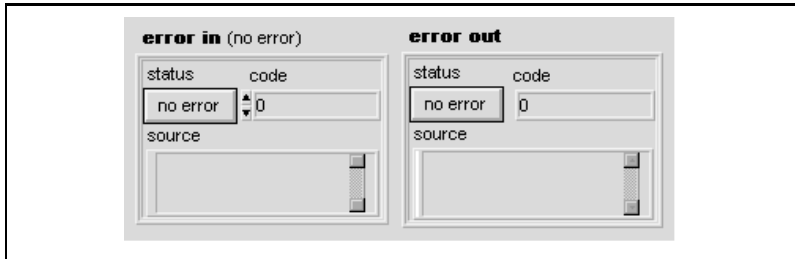 error in (no error)
status code
no error 0
source
error out
status code
no error 0
source